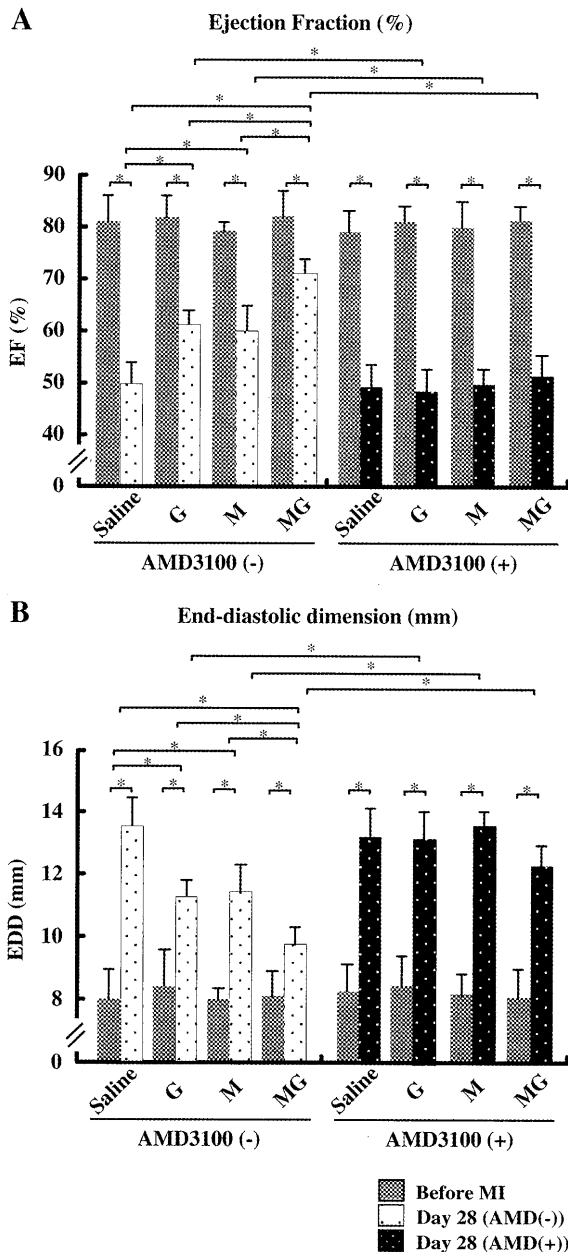 A
Ejection Fraction (%)
* *
* *
* *
* *
*
* * * * * * * *
90
80
70
60
50
40
0
EF (%)
Saline G M MG Saline G M MG
AMD3100 (-) AMD3100 (+)
B
End-diastolic dimension (mm)
*
*
* *
*
* *
*
* * * * * * * *
16
14
12
10
8
0
EDD (mm)
Saline G M MG Saline G M MG
AMD3100 (-) AMD3100 (+)
Before MI
Day 28 (AMD(-))
Day 28 (AMD(+))